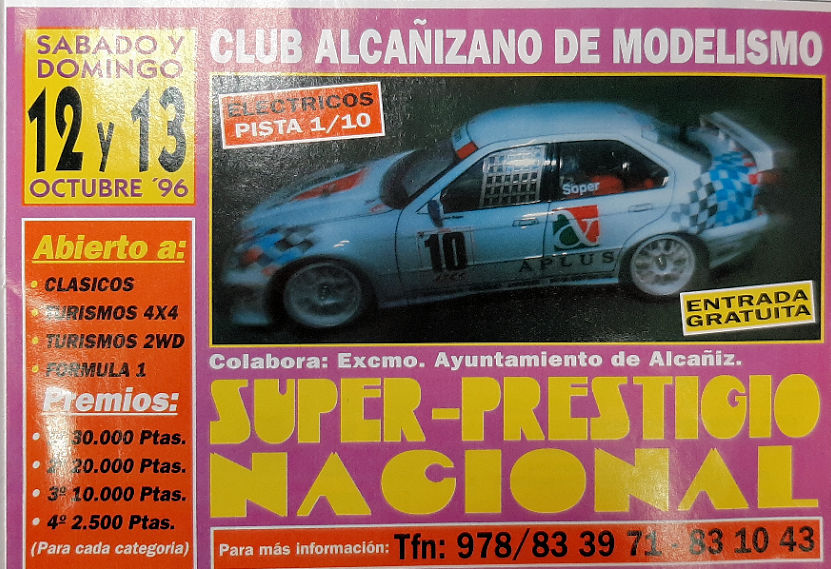 SABADO Y
DOMINGO
12 y 13
OCTUBRE ´96
CLUB ALCAÑIZANO DE MODELISMO
ELECTRICOS
PISTA 1/10
Soper
10
APLUS
ENTRADA
GRATUITA
Abierto a:
• CLASICOS
• TURISMOS 4X4
• TURISMOS 2WD
• FORMULA 1
Premios:
• 1º 30.000 Ptas.
• 2º 20.000 Ptas.
• 3º 10.000 Ptas.
• 4º 2.500 Ptas.
(Para cada categoria)
Colabora: Excmo. Ayuntamiento de Alcañiz.
SUPER-PRESTIGIO
NACIONAL
Para más información: Tfn: 978/83 39 71 - 83 10 43